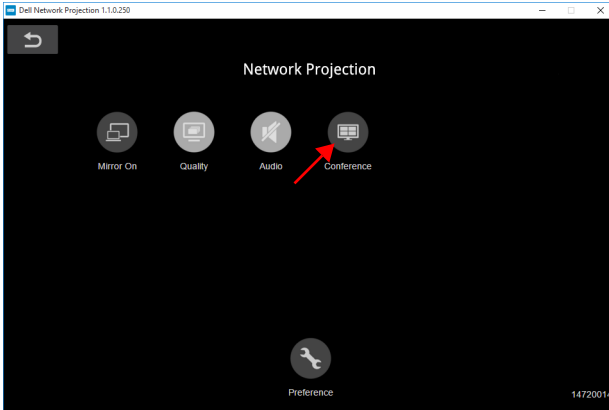 Dell Network Projection 1.1.0.250
Network Projection
Mirror On
Quality
Audio
Conference
Preference
1472001